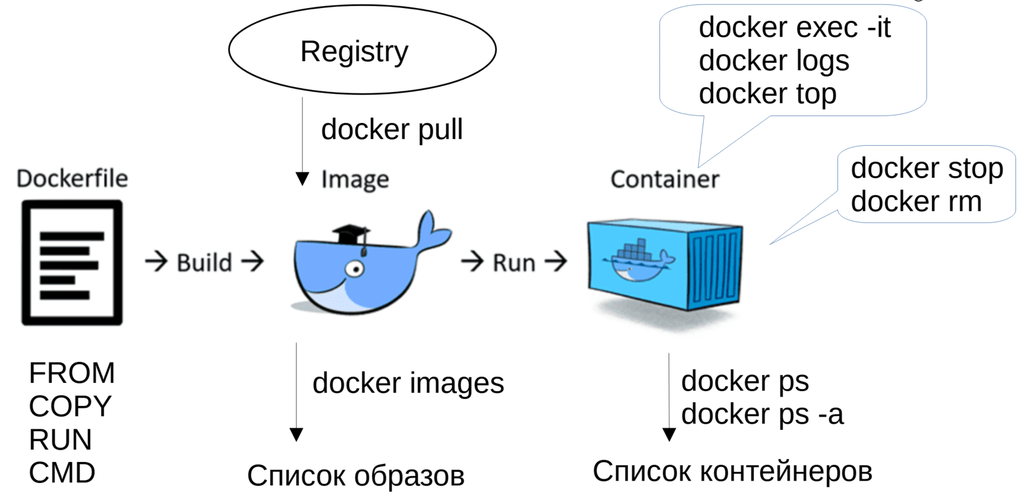 Registry
docker exec -it
docker logs
docker top
docker pull
docker stop
docker rm
Dockerfile
Image
Container
→ Build →
→ Run →
FROM
COPY
RUN
CMD
docker images
docker ps
docker ps -a
Список образов
Список контейнеров